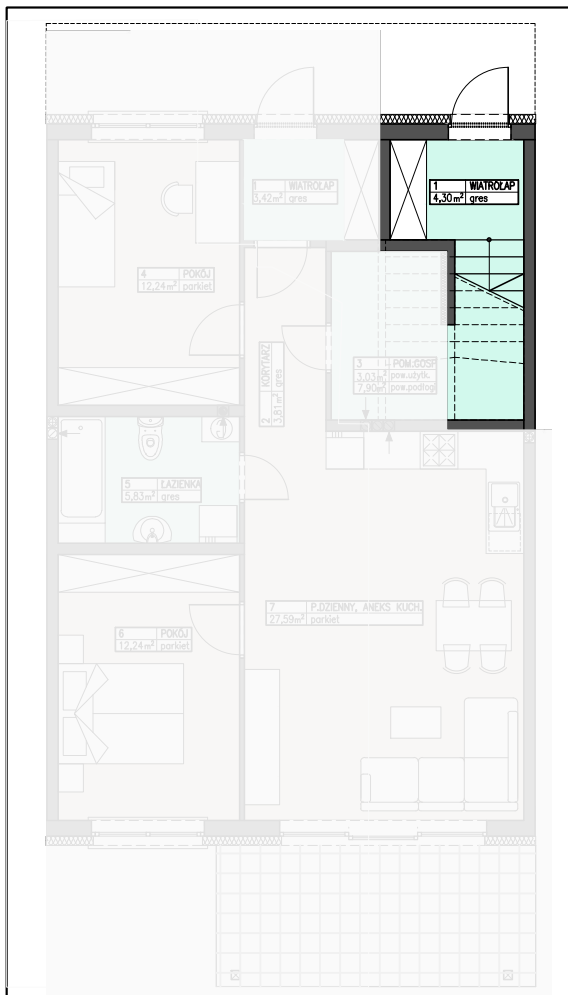 1 WIATROŁAP
3,42m² gres
1 WIATROŁAP
4,30m² gres
4 POKÓJ
12,24m² parkiet
2 KORYTARZ
3,61m² gres
3 POM.GOSP
3,03m² pow.użytk.
7,90m² pow.podłogi
5 ŁAZIENKA
5,83m² gres
7 P.DZIENNY, ANEKS KUCH.
27,59m² parkiet
6 POKÓJ
12,24m² parkiet